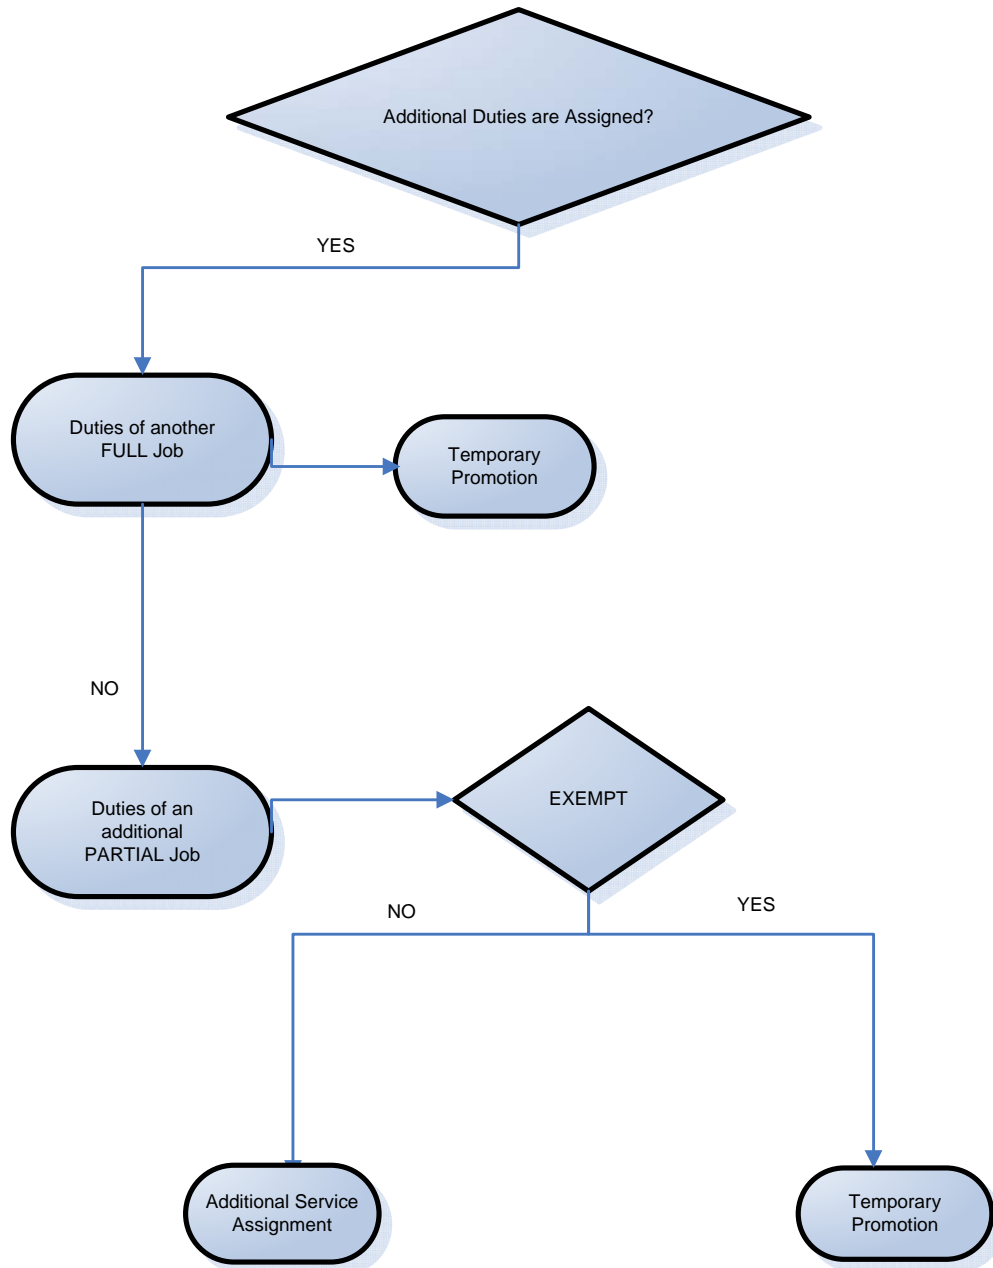 Additional Duties are Assigned?
YES
Duties of another
FULL Job
Temporary
Promotion
NO
Duties of an
additional
PARTIAL Job
EXEMPT
NO
YES
Additional Service
Assignment
Temporary
Promotion